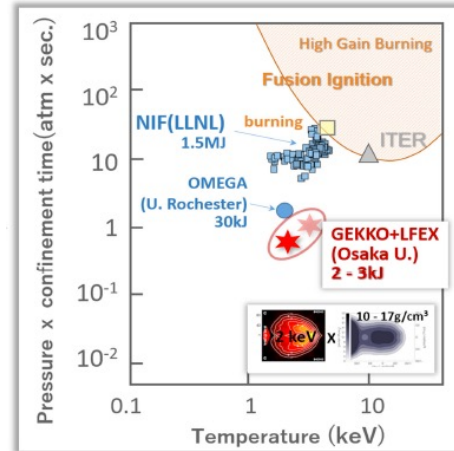 Pressure x confinement time(atm x sec.)
10³
10²
10
1
10⁻¹
10⁻²
High Gain Burning
Fusion Ignition
burning
NIF(LLNL)
1.5MJ
ITER
OMEGA
(U. Rochester)
30kJ
GEKKO+LFEX
(Osaka U.)
2 - 3kJ
10 - 17g/cm³
2 keV X
0.1
1
10
Temperature (keV)